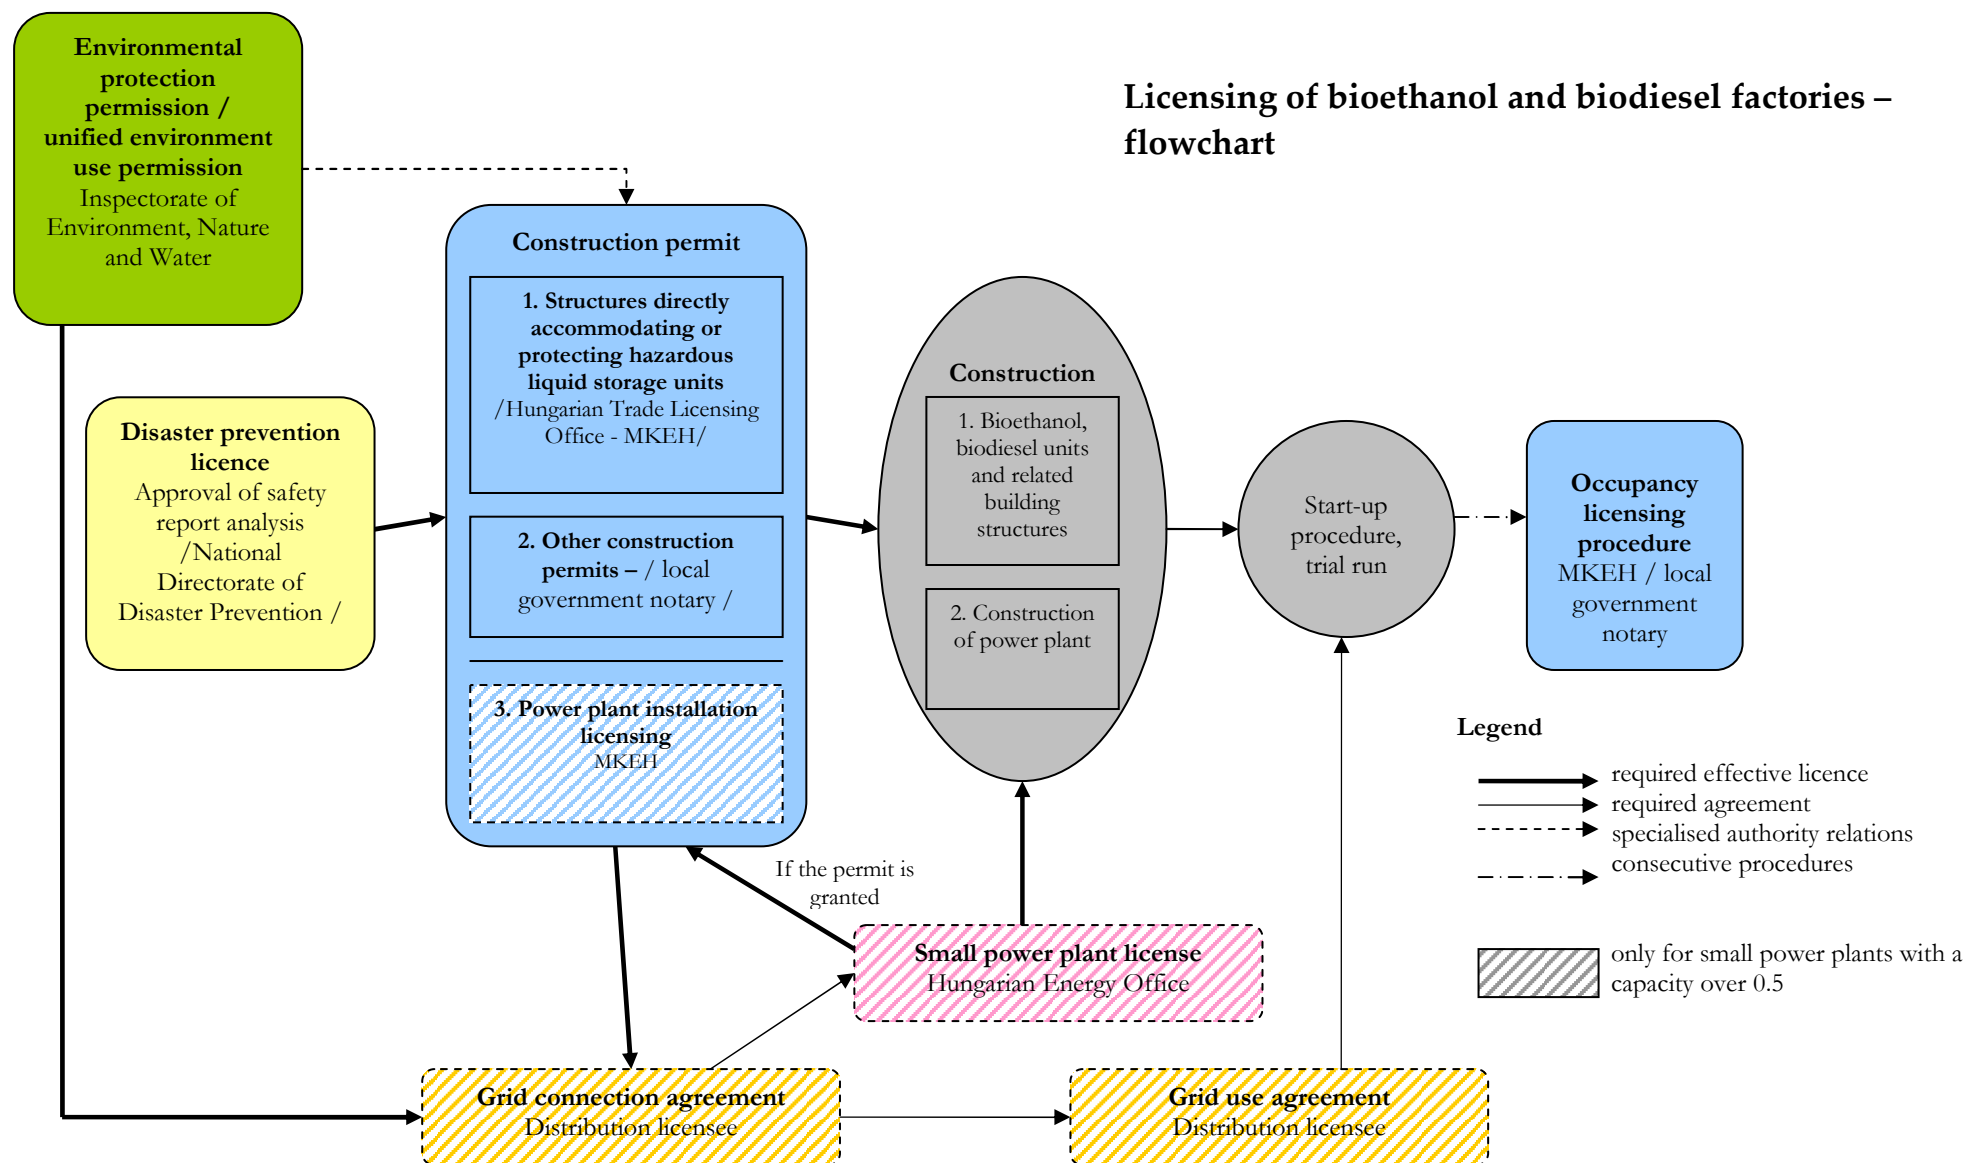 Environmental
protection
permission /
unified environment
use permission
Inspectorate of
Environment, Nature
and Water
Licensing of bioethanol and biodiesel factories –
flowchart
Disaster prevention
licence
Approval of safety
report analysis
/National
Directorate of
Disaster Prevention /
Construction permit
1. Structures directly
accommodating or
protecting hazardous
liquid storage units
/Hungarian Trade Licensing
Office - MKEH/
2. Other construction
permits – / local
government notary /
3. Power plant installation
licensing
MKEH
Construction
1. Bioethanol,
biodiesel units
and related
building
structures
2. Construction
of power plant
Start-up
procedure,
trial run
Occupancy
licensing
procedure
MKEH / local
government
notary
If the permit is
granted
Small power plant license
Hungarian Energy Office
Grid connection agreement
Distribution licensee
Grid use agreement
Distribution licensee
Legend
required effective licence
required agreement
specialised authority relations
consecutive procedures
only for small power plants with a
capacity over 0.5